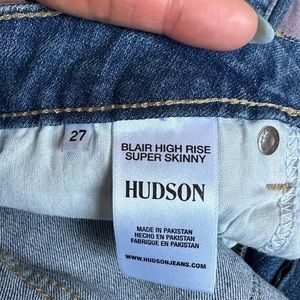 27
BLAIR HIGH RISE
SUPER SKINNY
HUDSON
MADE IN PAKISTAN
HECHO EN PAKISTAN
FABRIQUE EN PAKISTAN
WWW.HUDSONJEANS.COM